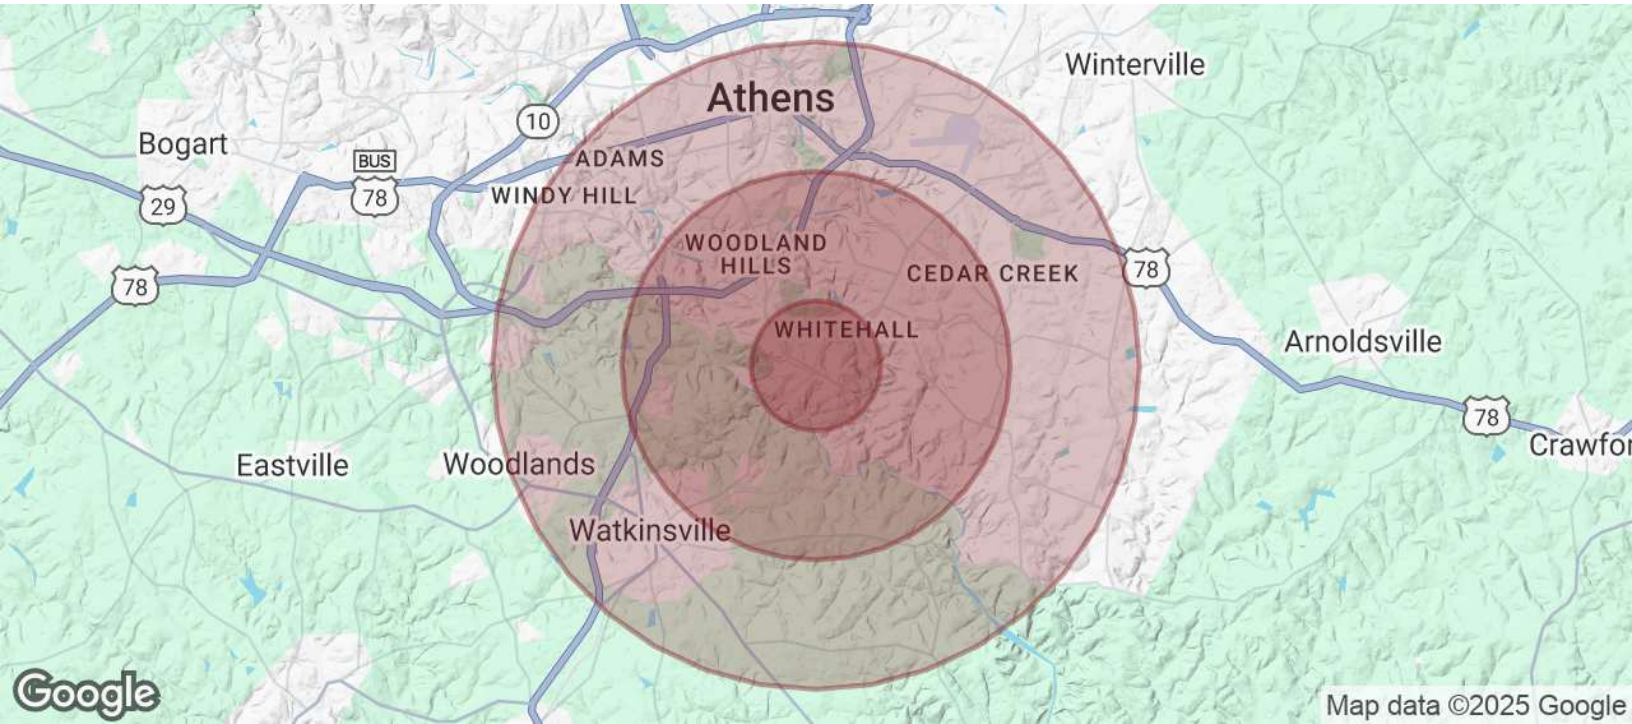 Winterville
Athens
10
Bogart
BUS
78
ADAMS
WINDY HILL
29
WOODLAND
HILLS
CEDAR CREEK
78
78
WHITEHALL
Arnoldsville
78
Crawfor
Eastville
Woodlands
Watkinsville
Google
Map data ©2025 Google